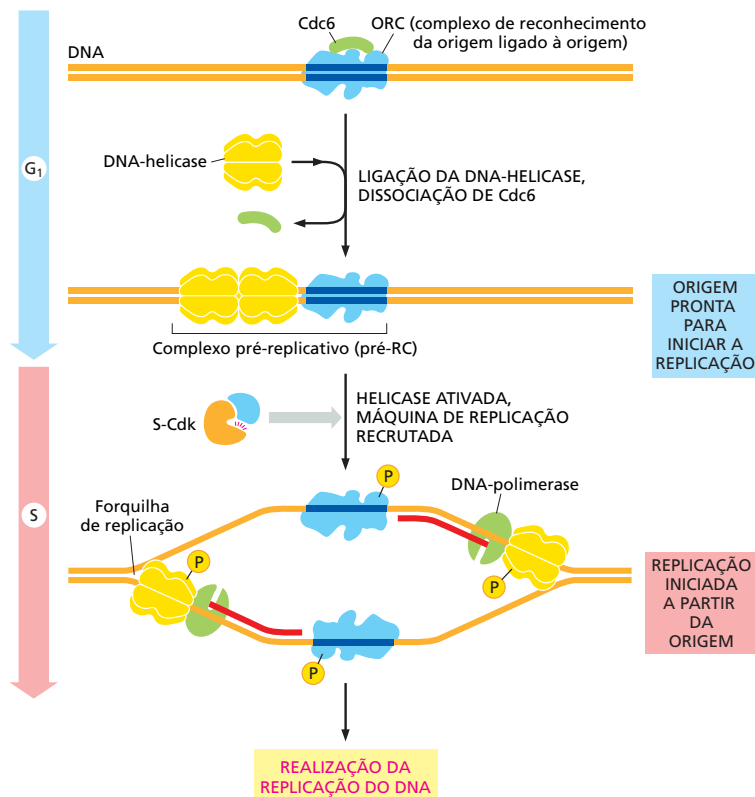 Cdc6
ORC (complexo de reconhecimento
da origem ligado à origem)
DNA
G1
DNA-helicase
LIGAÇÃO DA DNA-HELICASE,
DISSOCIAÇÃO DE Cdc6
Complexo pré-replicativo (pré-RC)
ORIGEM
PRONTA
PARA
INICIAR A
REPLICAÇÃO
S-Cdk
HELICASE ATIVADA,
MÁQUINA DE REPLICAÇÃO
RECRUTADA
S
Forquilha
de replicação
P
DNA-polimerase
P
P
P
REPLICAÇÃO
INICIADA
A PARTIR
DA
ORIGEM
REALIZAÇÃO DA
REPLICAÇÃO DO DNA